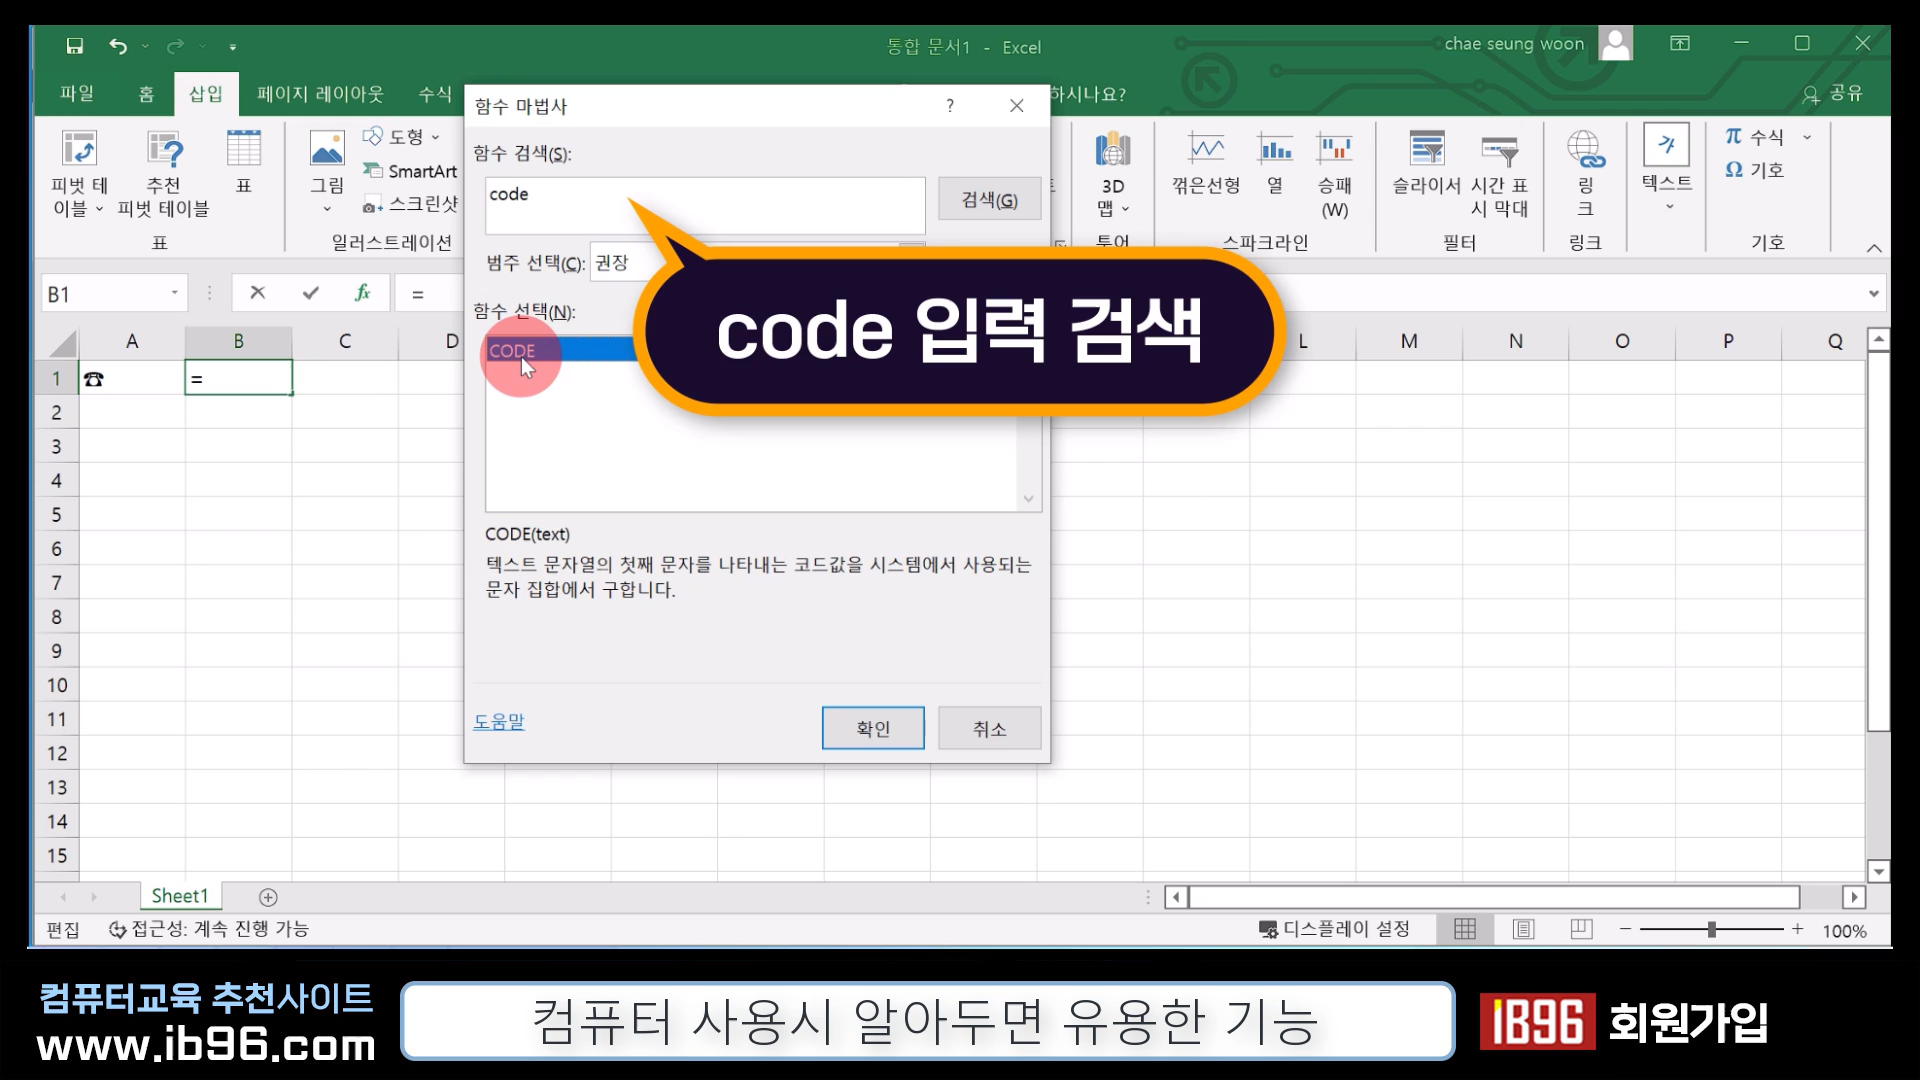 통합 문서1 - Excel
chae seung woon
파일 홈 삽입 페이지 레이아웃 수식
하시나요?
공유
피벗 테
이블
추천
피벗 테이블
표
표
그림
도형
SmartArt
스크린샷
일러스트레이션
3D
맵
투어
꺾은선형
열
승패
(W)
스파크라인
슬라이서
시간 표
시 막대
필터
링
크
링크
텍스트
π 수식
Ω 기호
기호
함수 마법사 ?
함수 검색(S):
code
검색(G)
범주 선택(C): 권장
함수 선택(N):
CODE
code 입력 검색
CODE(text)
텍스트 문자열의 첫째 문자를 나타내는 코드값을 시스템에서 사용되는
문자 집합에서 구합니다.
도움말
확인
취소
B1
fx
=
A B C D L M N O P Q
1 ☎ =
2
3
4
5
6
7
8
9
10
11
12
13
14
15
Sheet1
편집 접근성: 계속 진행 가능
디스플레이 설정
100%
컴퓨터교육 추천사이트
www.ib96.com
컴퓨터 사용시 알아두면 유용한 기능
IB96 회원가입